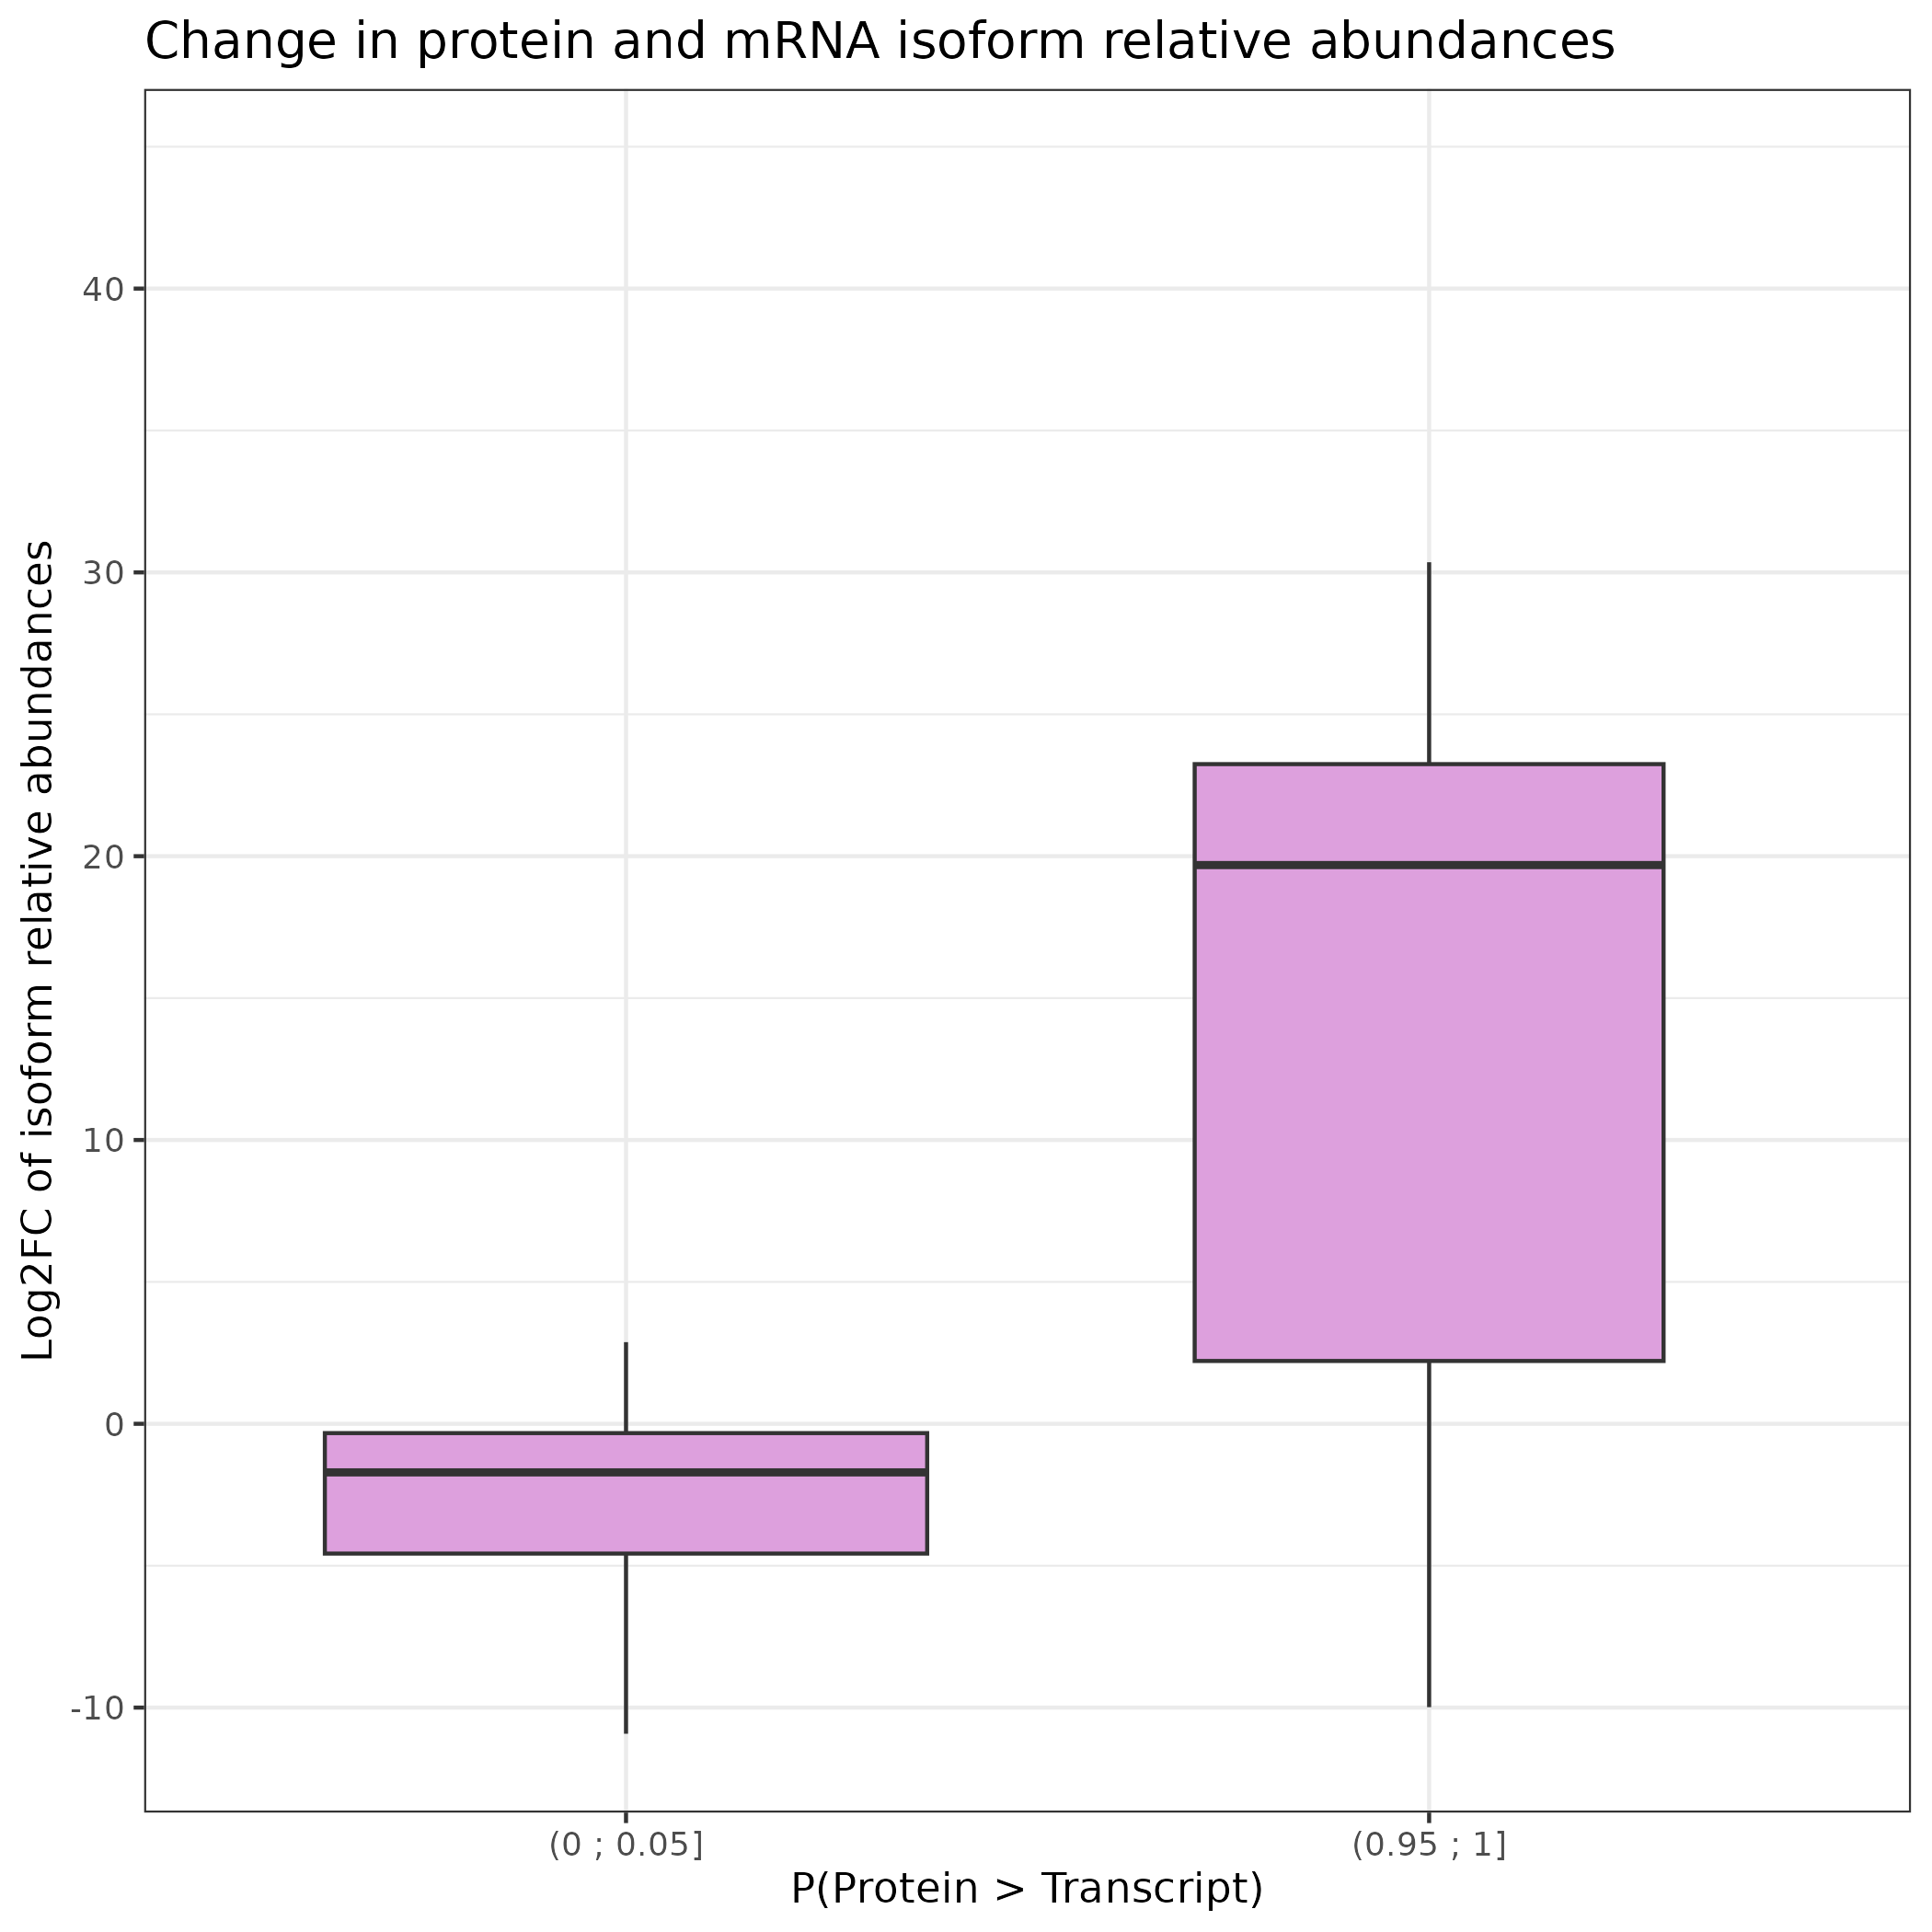 Change in protein and mRNA isoform relative abundances
Log2FC of isoform relative abundances
40
30
20
10
0
-10
(0 ; 0.05]
(0.95 ; 1]
P(Protein > Transcript)